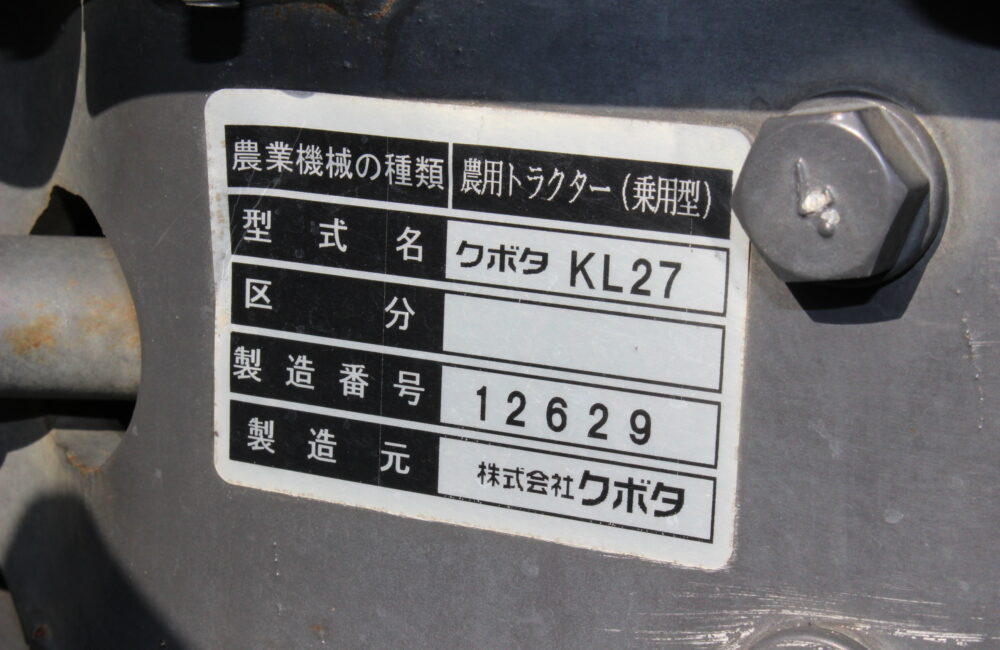 農業機械の種類 農用トラクター(乗用型)
型式名 クボタ KL27
区分
製造番号 12629
製造元 株式会社クボタ